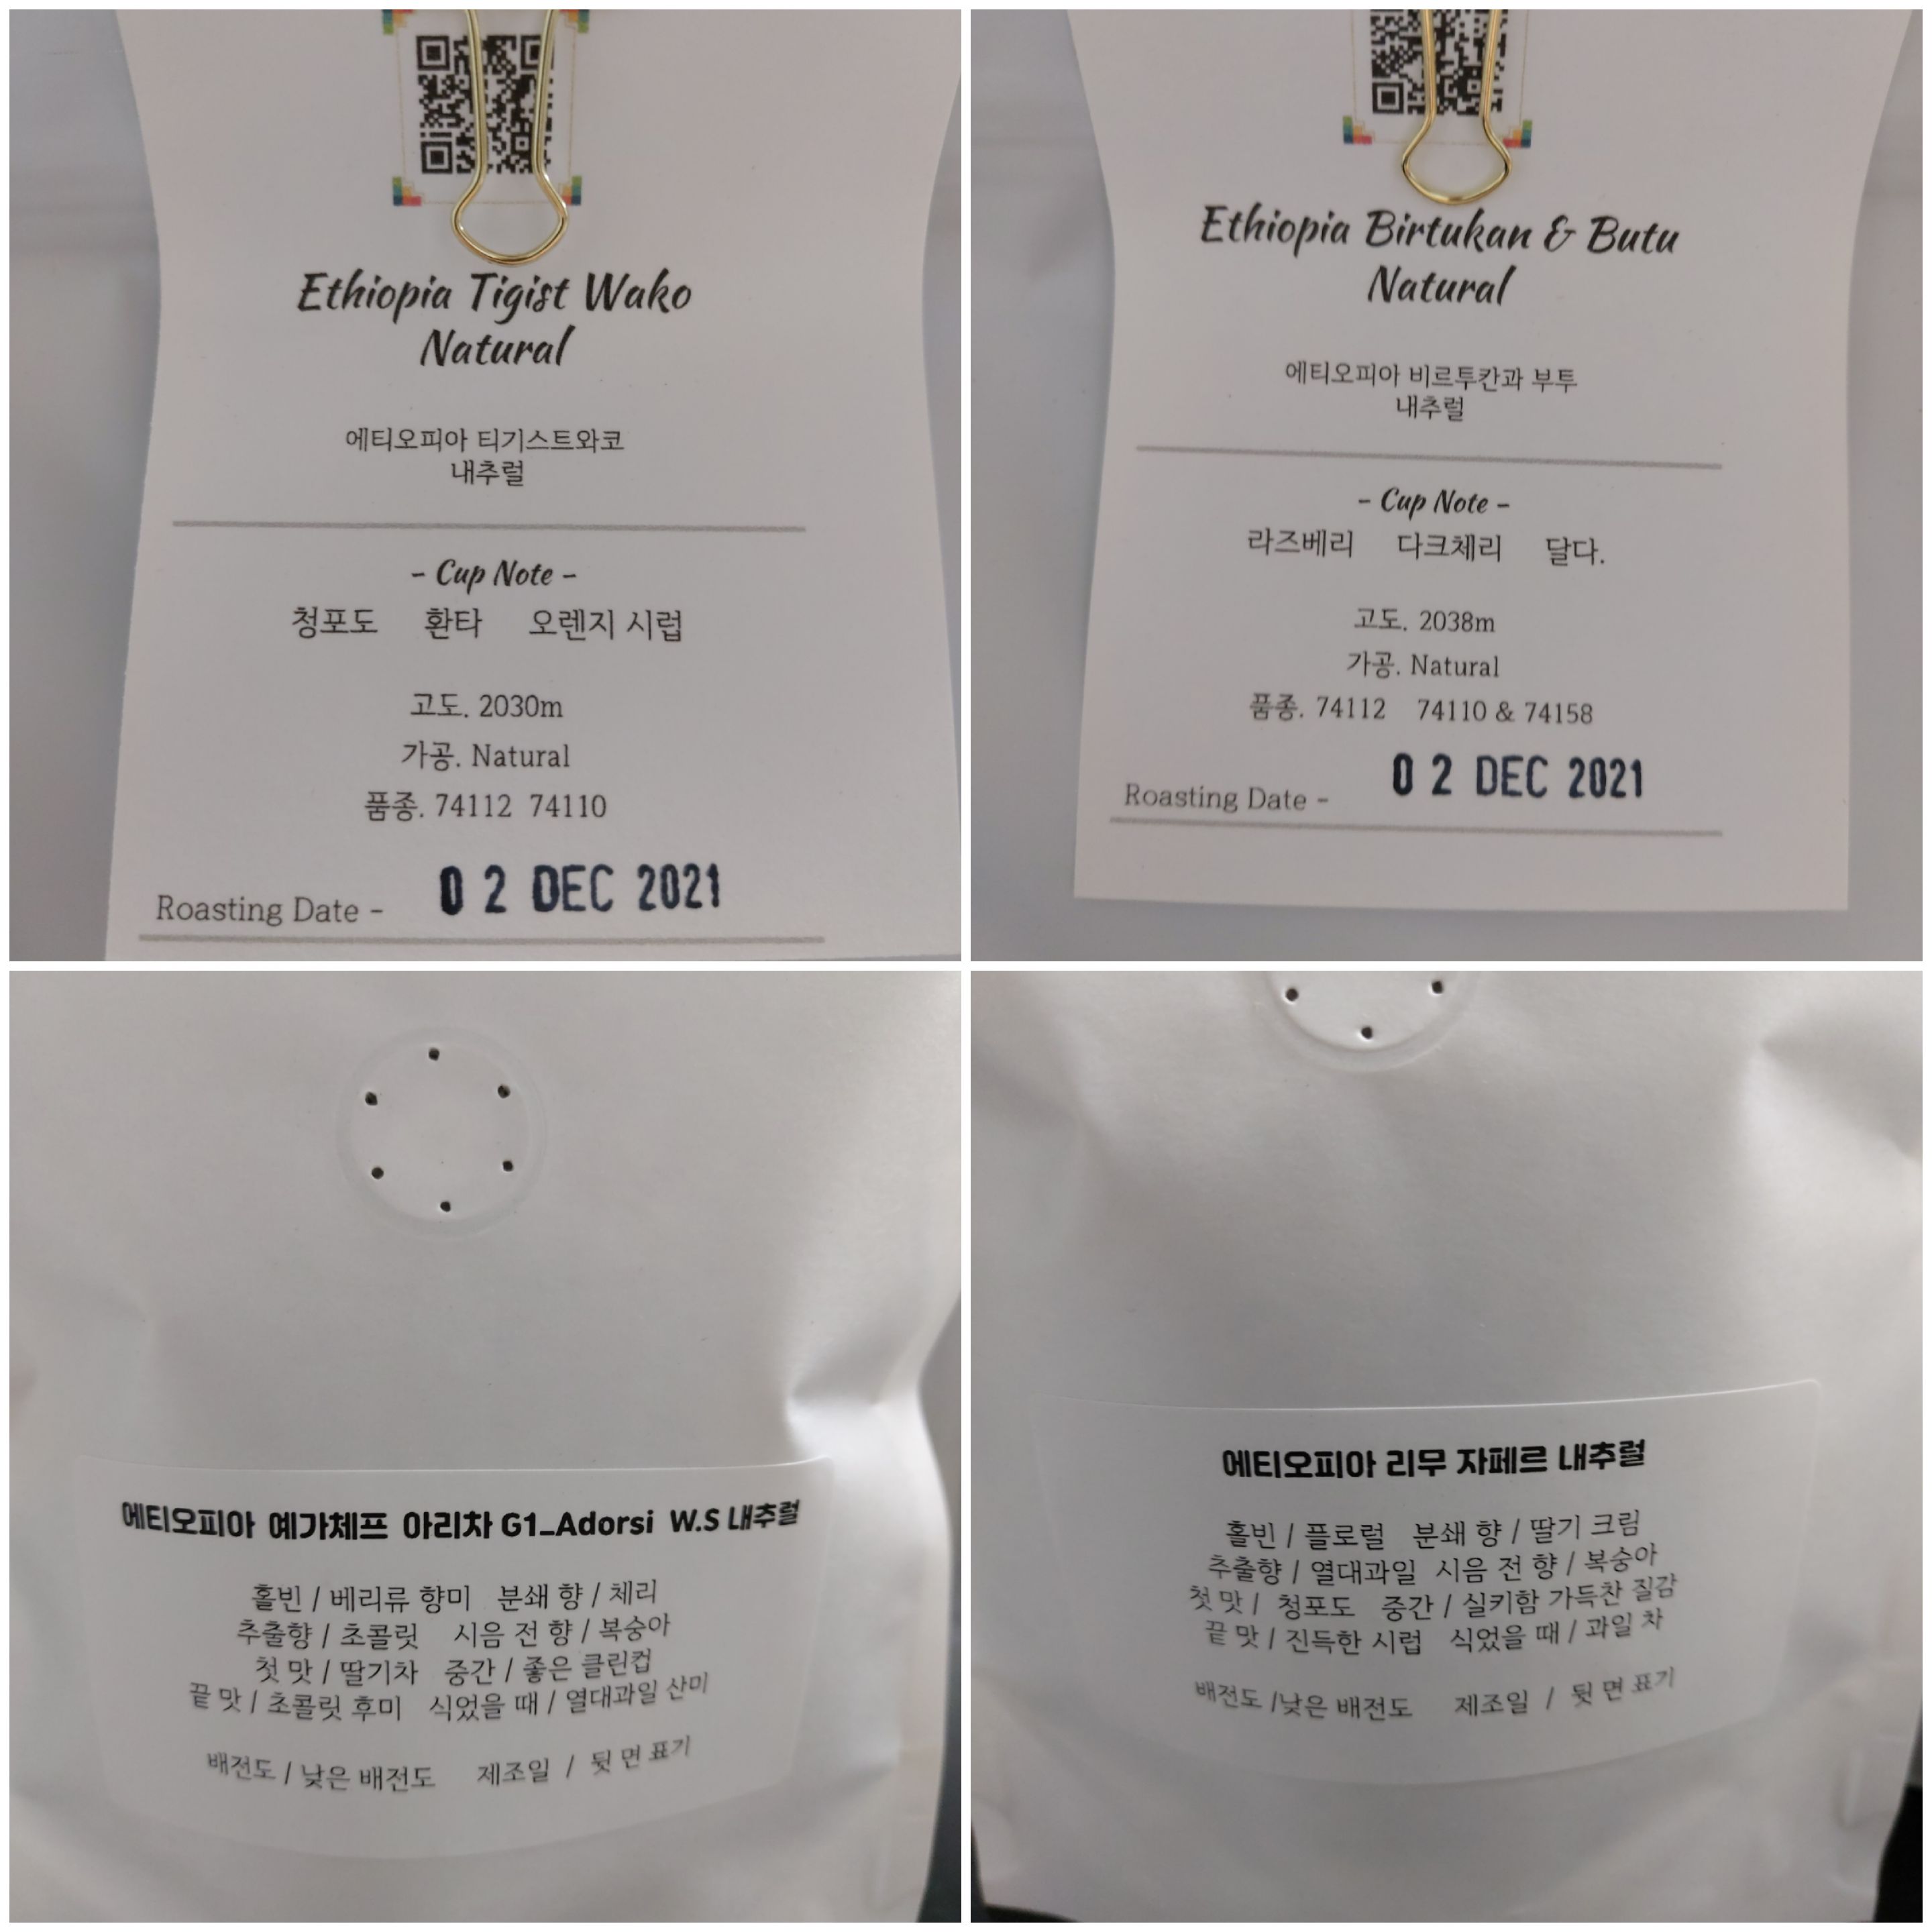 Ethiopia Tigist Wako
Natural
에티오피아 티기스트와코
내추럴
- Cup Note -
청포도 환타 오렌지 시럽
고도. 2030m
가공. Natural
품종. 74112 74110
Roasting Date - 02 DEC 2021
Ethiopia Birtukan & Butu
Natural
에티오피아 비르투칸과 부투
내추럴
- Cup Note -
라즈베리 다크체리 달다.
고도. 2038m
가공. Natural
품종. 74112 74110 & 74158
Roasting Date - 02 DEC 2021
에티오피아 예가체프 아리차 G1_Adorsi W.S 내추럴
홀빈 / 베리류 향미 분쇄 향 / 체리
추출향 / 초콜릿 시음 전 향 / 복숭아
첫 맛 / 딸기차 중간 / 좋은 클린컵
끝 맛 / 초콜릿 후미 식었을 때 / 열대과일 산미
배전도 / 낮은 배전도 제조일 / 뒷 면 표기
에티오피아 리무 자페르 내추럴
홀빈 / 플로럴 분쇄 향 / 딸기 크림
추출향 / 열대과일 시음 전 향 / 복숭아
첫 맛 / 청포도 중간 / 실키함 가득찬 질감
끝 맛 / 진득한 시럽 식었을 때 / 과일 차
배전도 /낮은 배전도 제조일 / 뒷 면 표기